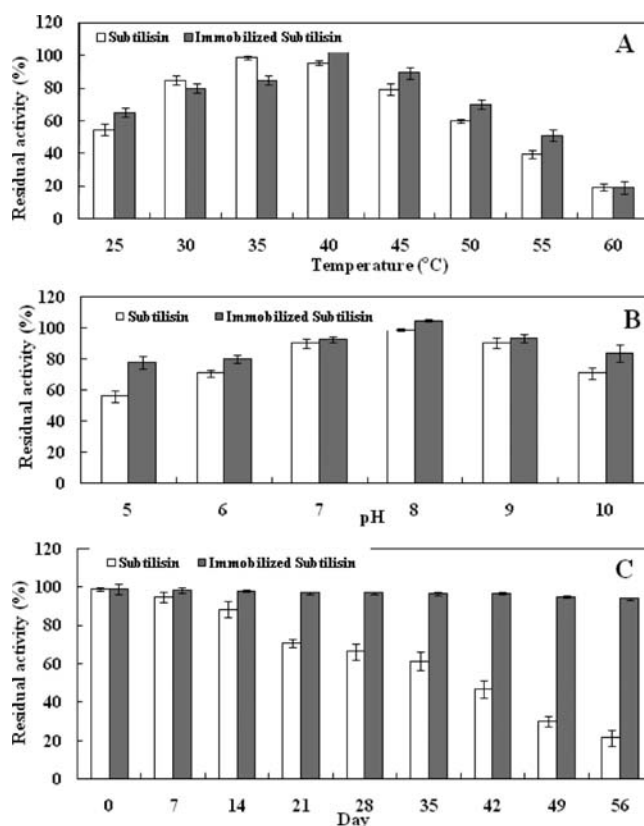 A
Subtilisin Immobilized Subtilisin
Residual activity (%)
120
100
80
60
40
20
0
25 30 35 40 45 50 55 60
Temperature (°C)
B
Subtilisin Immobilized Subtilisin
Residual activity (%)
120
100
80
60
40
20
0
5 6 7 8 9 10
pH
C
Subtilisin Immobilized Subtilisin
Residual activity (%)
120
100
80
60
40
20
0
0 7 14 21 28 35 42 49 56
Day